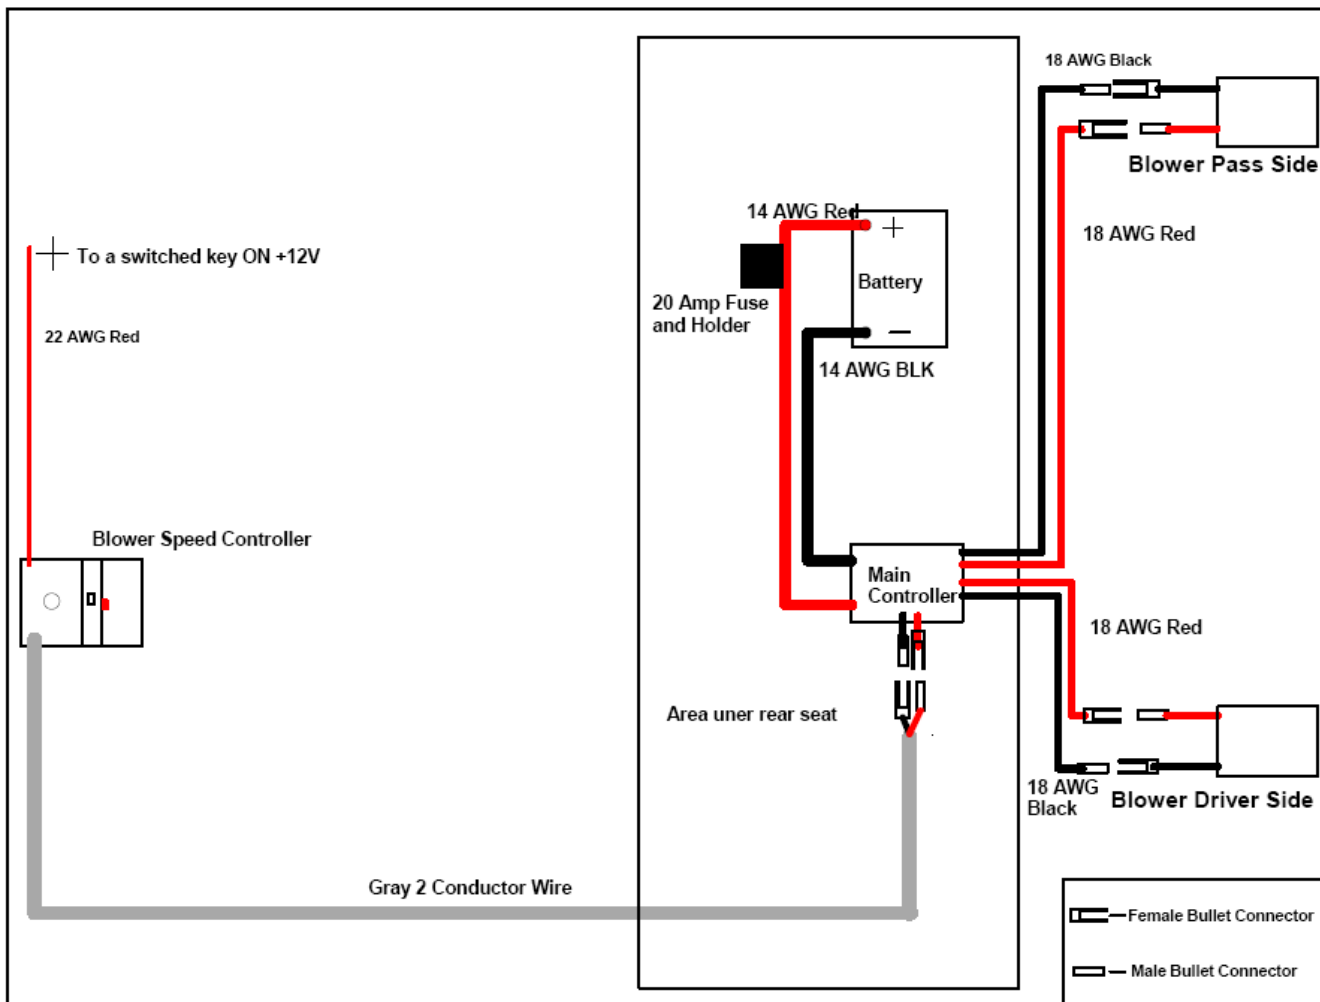 18 AWG Black
Blower Pass Side
14 AWG Red
18 AWG Red
+
To a switched key ON +12V
Battery
20 Amp Fuse
and Holder
22 AWG Red
14 AWG BLK
Blower Speed Controller
Main
Controller
18 AWG Red
Area uner rear seat
18 AWG
Black
Blower Driver Side
Gray 2 Conductor Wire
Female Bullet Connector
Male Bullet Connector